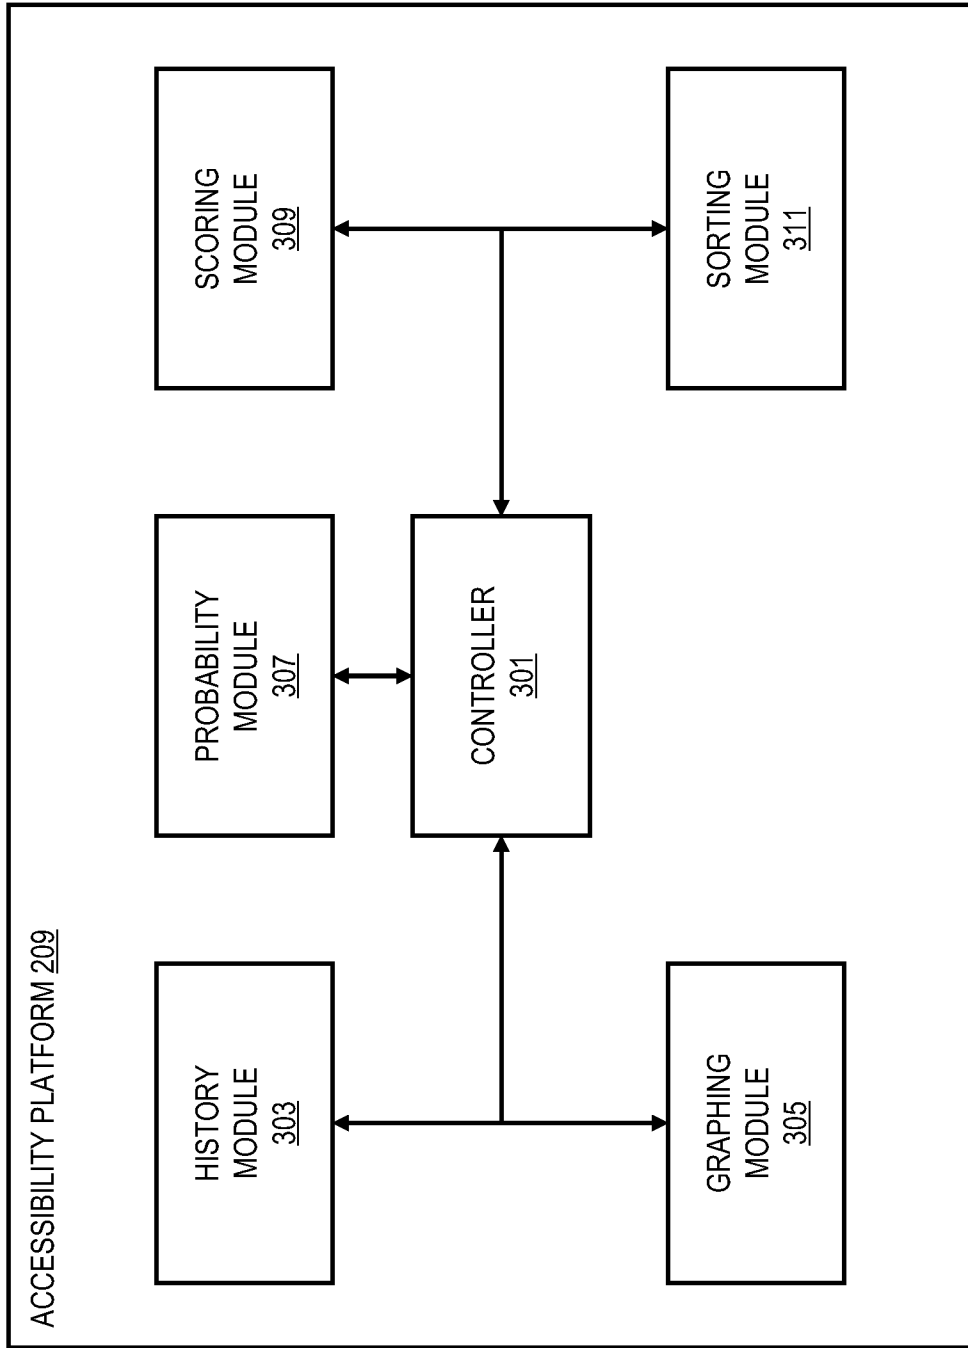 ACCESSIBILITY PLATFORM 209
HISTORY
MODULE
303
PROBABILITY
MODULE
307
SCORING
MODULE
309
CONTROLLER
301
GRAPHING
MODULE
305
SORTING
MODULE
311